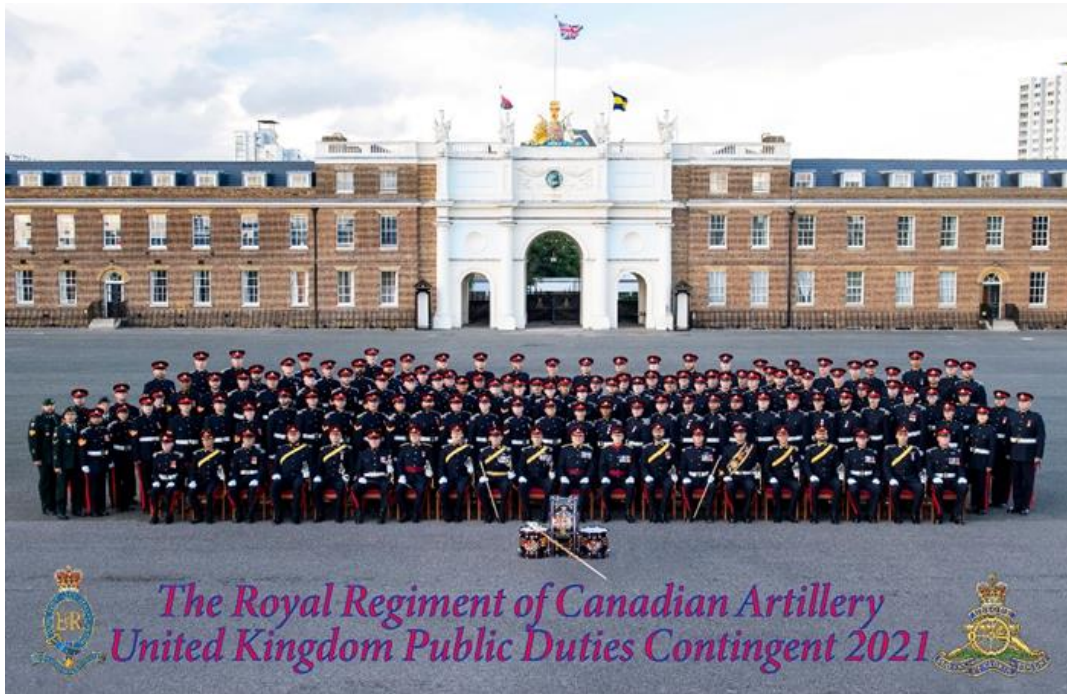 The Royal Regiment of Canadian Artillery
United Kingdom Public Duties Contingent 2021